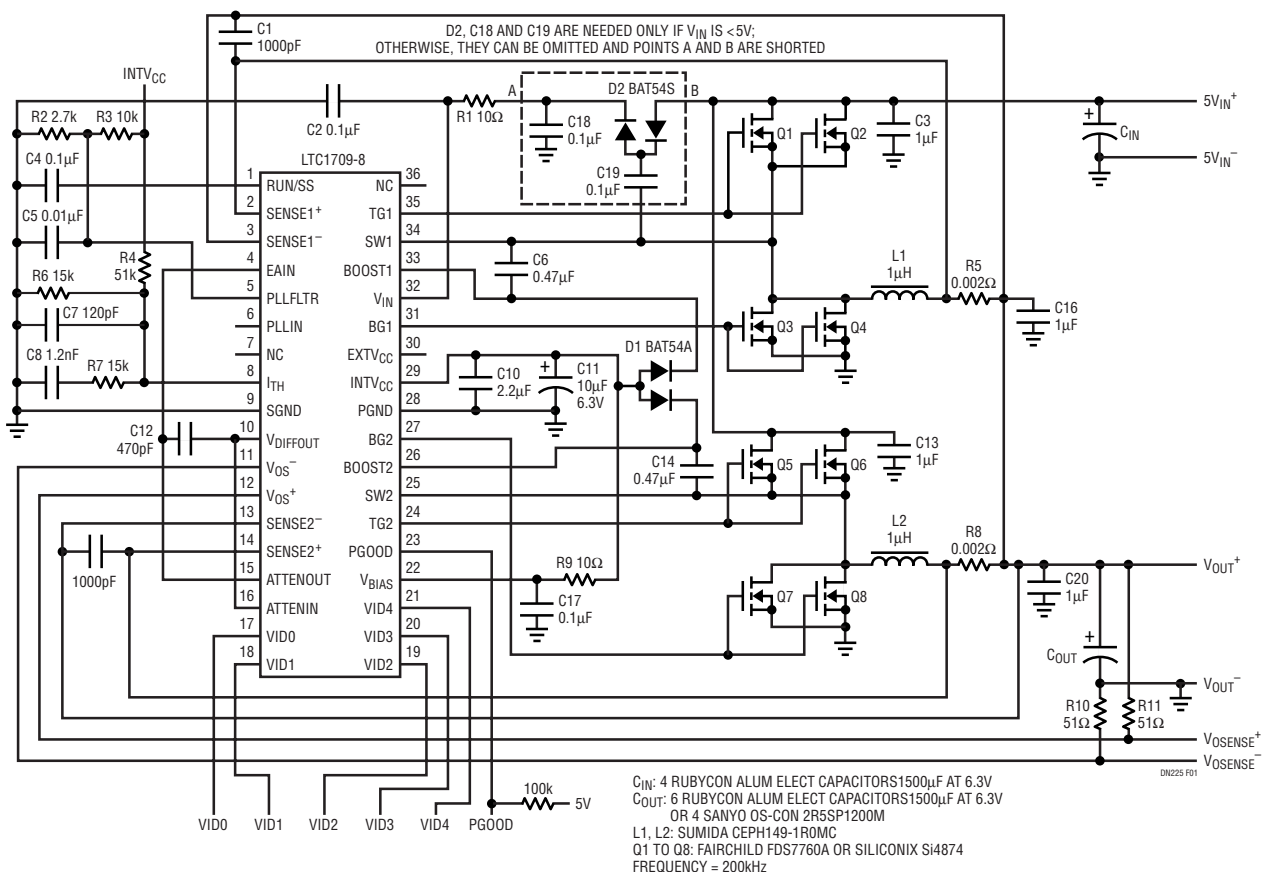 C1
1000pF
D2, C18 AND C19 ARE NEEDED ONLY IF VIN IS <5V;
OTHERWISE, THEY CAN BE OMITTED AND POINTS A AND B ARE SHORTED
INTVCC
R2 2.7k
R3 10k
C2 0.1µF
R1 10Ω
A
D2 BAT54S
B
C18
0.1µF
C19
0.1µF
Q1
Q2
C3
1µF
+
CIN
5VIN+
5VIN−
C4 0.1µF
C5 0.01µF
R4
51k
R6 15k
C7 120pF
C8 1.2nF
R7 15k
LTC1709-8
1
RUN/SS
2
SENSE1+
3
SENSE1−
4
EAIN
5
PLLFLTR
6
PLLIN
7
NC
8
ITH
9
SGND
10
VDIFFOUT
11
VOS−
12
VOS+
13
SENSE2−
14
SENSE2+
15
ATTENOUT
16
ATTENIN
17
VID0
18
VID1
NC
36
TG1
35
SW1
34
BOOST1
33
VIN
32
BG1
31
EXTVCC
30
INTVCC
29
PGND
28
BG2
27
BOOST2
26
SW2
25
TG2
24
PGOOD
23
VBIAS
22
VID4
21
VID3
20
VID2
19
C6
0.47µF
L1
1µH
R5
0.002Ω
C16
1µF
Q3
Q4
D1 BAT54A
C10
2.2µF
+
C11
10µF
6.3V
C12
470pF
C14
0.47µF
Q5
Q6
C13
1µF
L2
1µH
R8
0.002Ω
1000pF
R9 10Ω
C17
0.1µF
Q7
Q8
C20
1µF
VOUT+
+
COUT
VOUT−
R10
51Ω
R11
51Ω
VOSENSE+
VOSENSE−
DN225 F01
100k
5V
VID0
VID1
VID2
VID3
VID4
PGOOD
CIN: 4 RUBYCON ALUM ELECT CAPACITORS1500µF AT 6.3V
COUT: 6 RUBYCON ALUM ELECT CAPACITORS1500µF AT 6.3V
OR 4 SANYO OS-CON 2R5SP1200M
L1, L2: SUMIDA CEPH149-1R0MC
Q1 TO Q8: FAIRCHILD FDS7760A OR SILICONIX Si4874
FREQUENCY = 200kHz